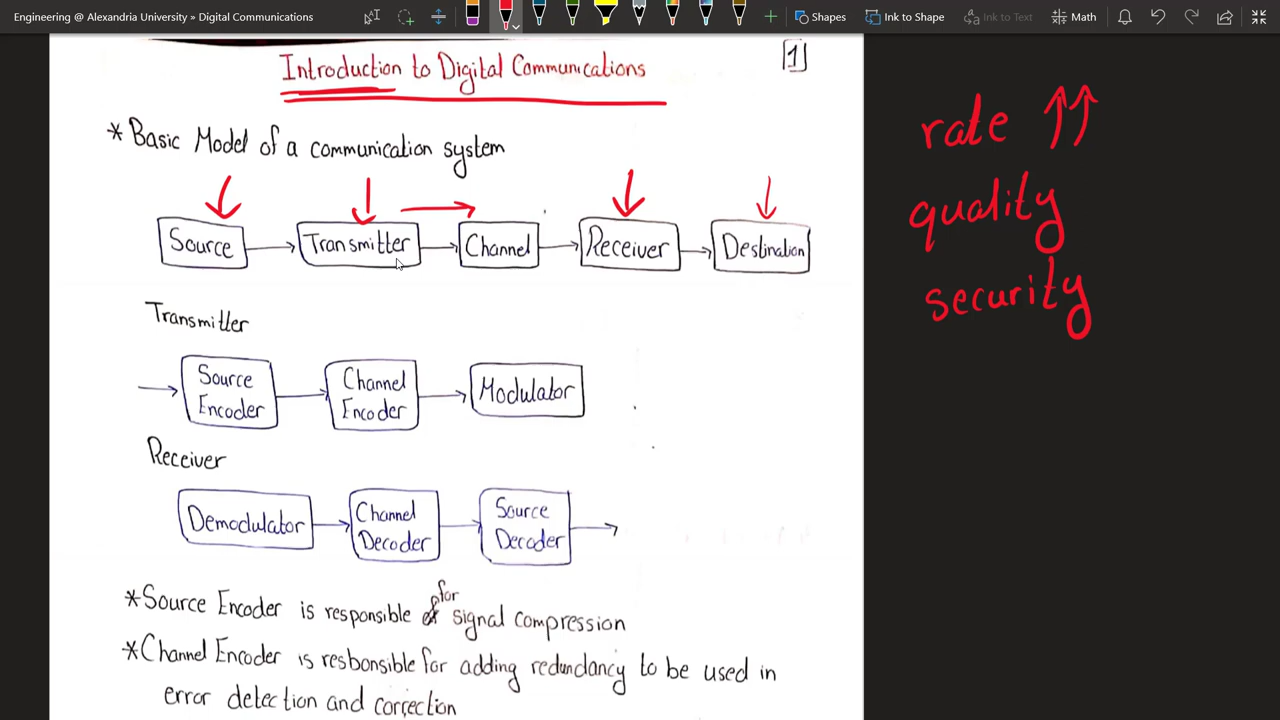 Engineering @ Alexandria University » Digital Communications
Shapes
Ink to Shape
Ink to Text
Math
Introduction to Digital Communications
1
*Basic Model of a communication system
Source
Transmitter
Channel
Receiver
Destination
Transmitter
Source
Encoder
Channel
Encoder
Modulator
Receiver
Demodulator
Channel
Decoder
Source
Decoder
*Source Encoder is responsible for signal compression
*Channel Encoder is resbonsible for adding redundancy to be used in
error detection and correction
rate ↑↑
quality
security